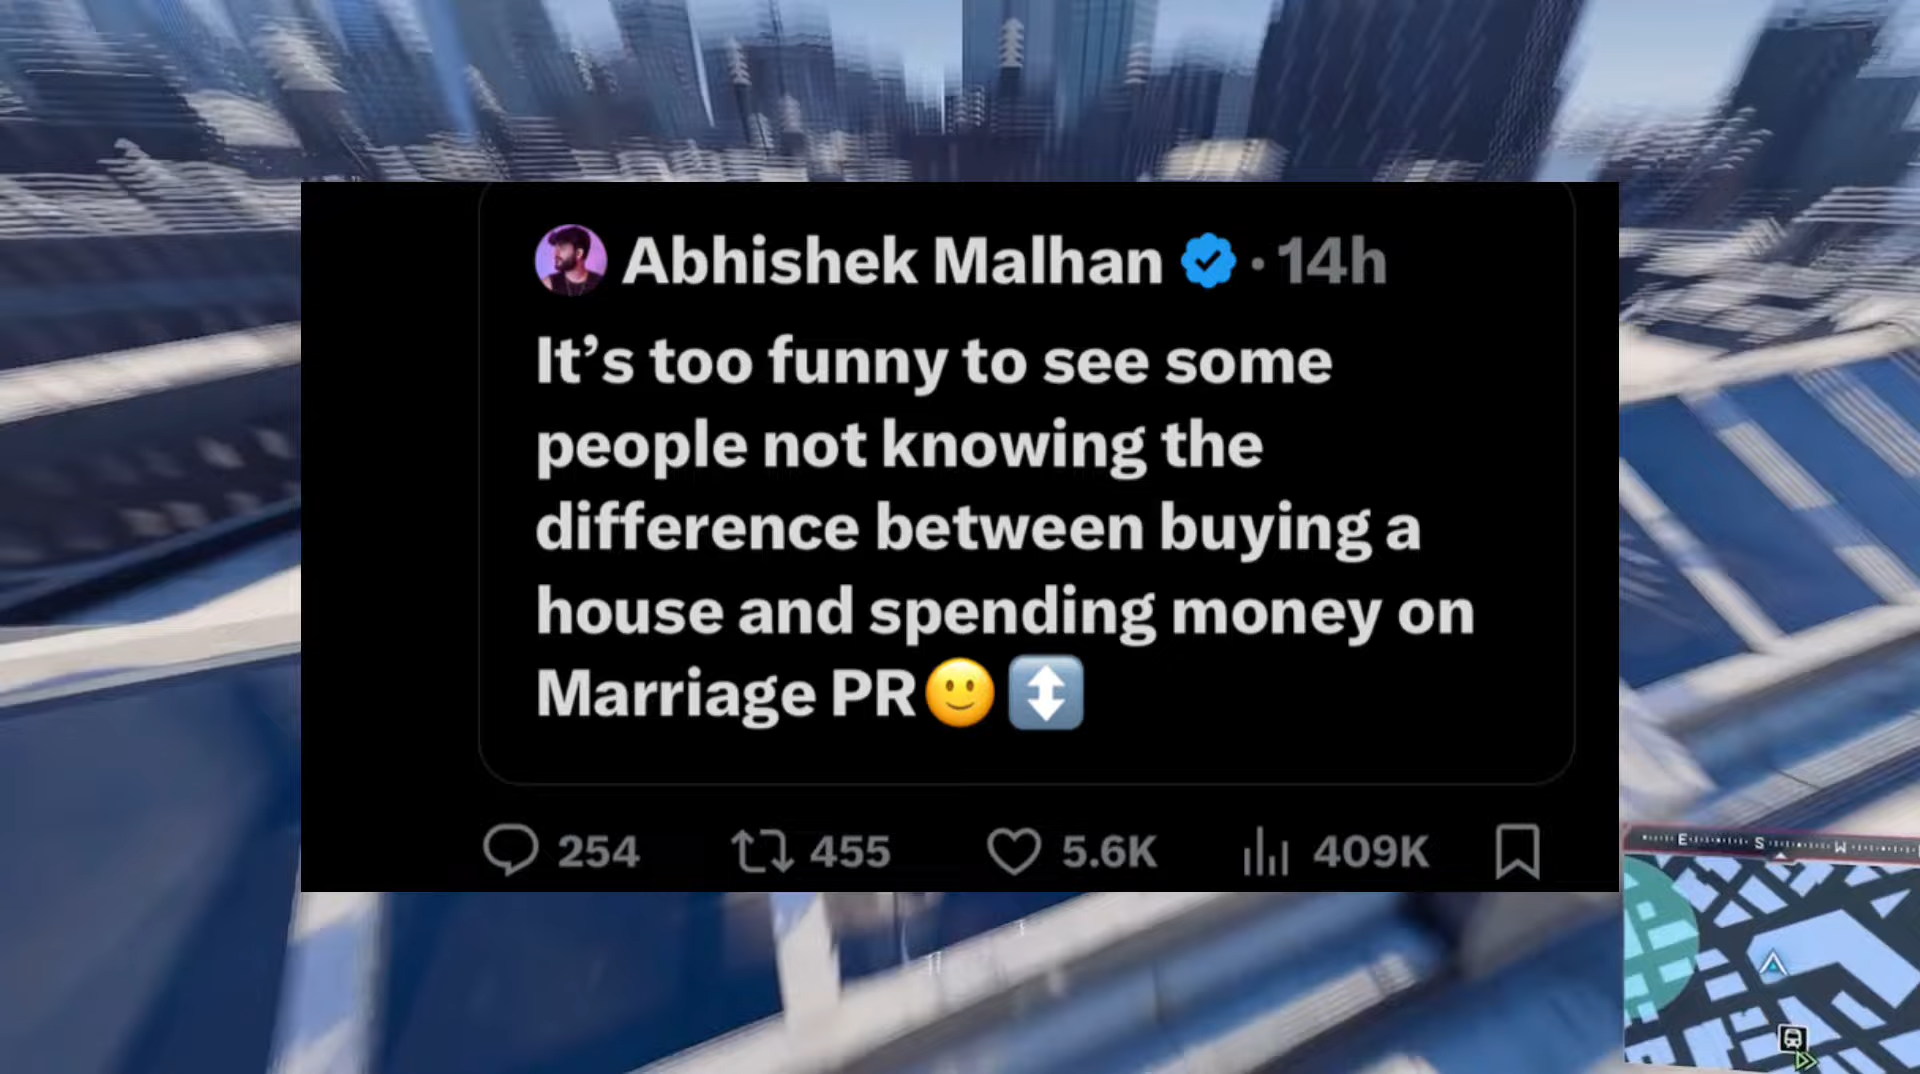 Abhishek Malhan · 14h
It’s too funny to see some
people not knowing the
difference between buying a
house and spending money on
Marriage PR🙂↕️
254 455 5.6K 409K
E S W